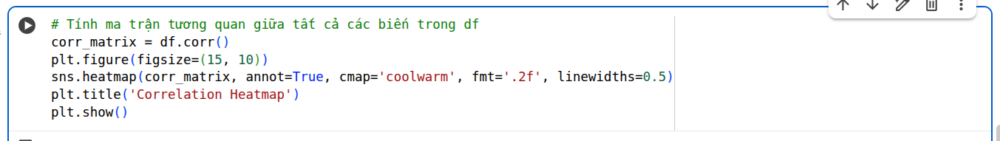 # Tính ma trận tương quan giữa tất cả các biến trong df
corr_matrix = df.corr()
plt.figure(figsize=(15, 10))
sns.heatmap(corr_matrix, annot=True, cmap='coolwarm', fmt='.2f', linewidths=0.5)
plt.title('Correlation Heatmap')
plt.show()